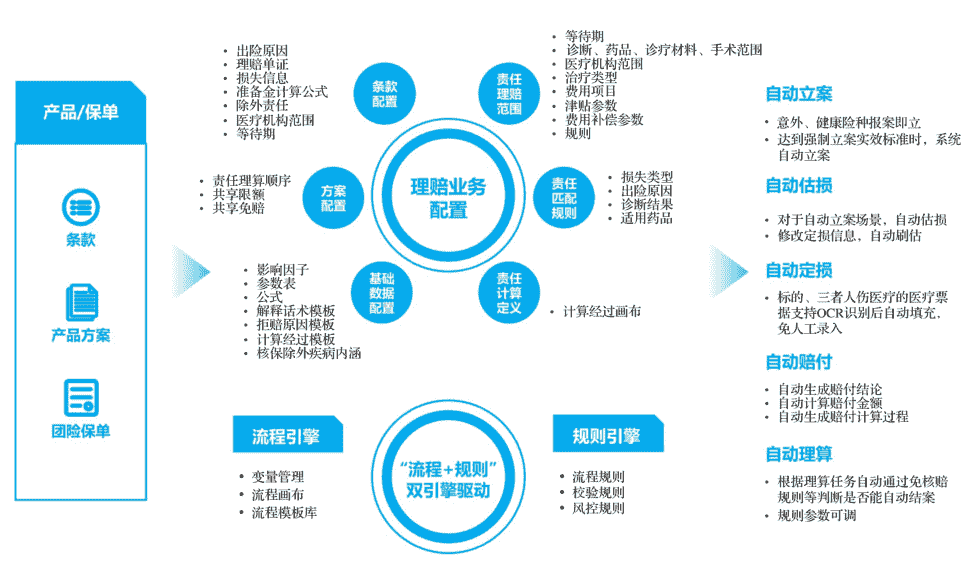 产品/保单
条款
产品方案
团险保单
• 出险原因
• 理赔单证
• 损失信息
• 准备金计算公式
• 除外责任
• 医疗机构范围
• 等待期
条款
配置
• 责任理算顺序
• 共享限额
• 共享免赔
方案
配置
• 影响因子
• 参数表
• 公式
• 解释话术模板
• 拒赔原因模板
• 计算经过模板
• 核保除外疾病内涵
基础
数据
配置
理赔业务
配置
责任
理赔
范围
• 等待期
• 诊断、药品、诊疗材料、手术范围
• 医疗机构范围
• 治疗类型
• 费用项目
• 津贴参数
• 费用补偿参数
• 规则
责任
匹配
规则
• 损失类型
• 出险原因
• 诊断结果
• 适用药品
责任
计算
定义
• 计算经过画布
流程引擎
• 变量管理
• 流程画布
• 流程模板库
“流程+规则”
双引擎驱动
规则引擎
• 流程规则
• 校验规则
• 风控规则
自动立案
• 意外、健康险种报案即立
• 达到强制立案实效标准时，系统
自动立案
自动估损
• 对于自动立案场景，自动估损
• 修改定损信息，自动刷估
自动定损
• 标的、三者人伤医疗的医疗票
据支持OCR识别后自动填充，
免人工录入
自动赔付
• 自动生成赔付结论
• 自动计算赔付金额
• 自动生成赔付计算过程
自动理算
• 根据理算任务自动通过免核赔
规则等判断是否能自动结案
• 规则参数可调